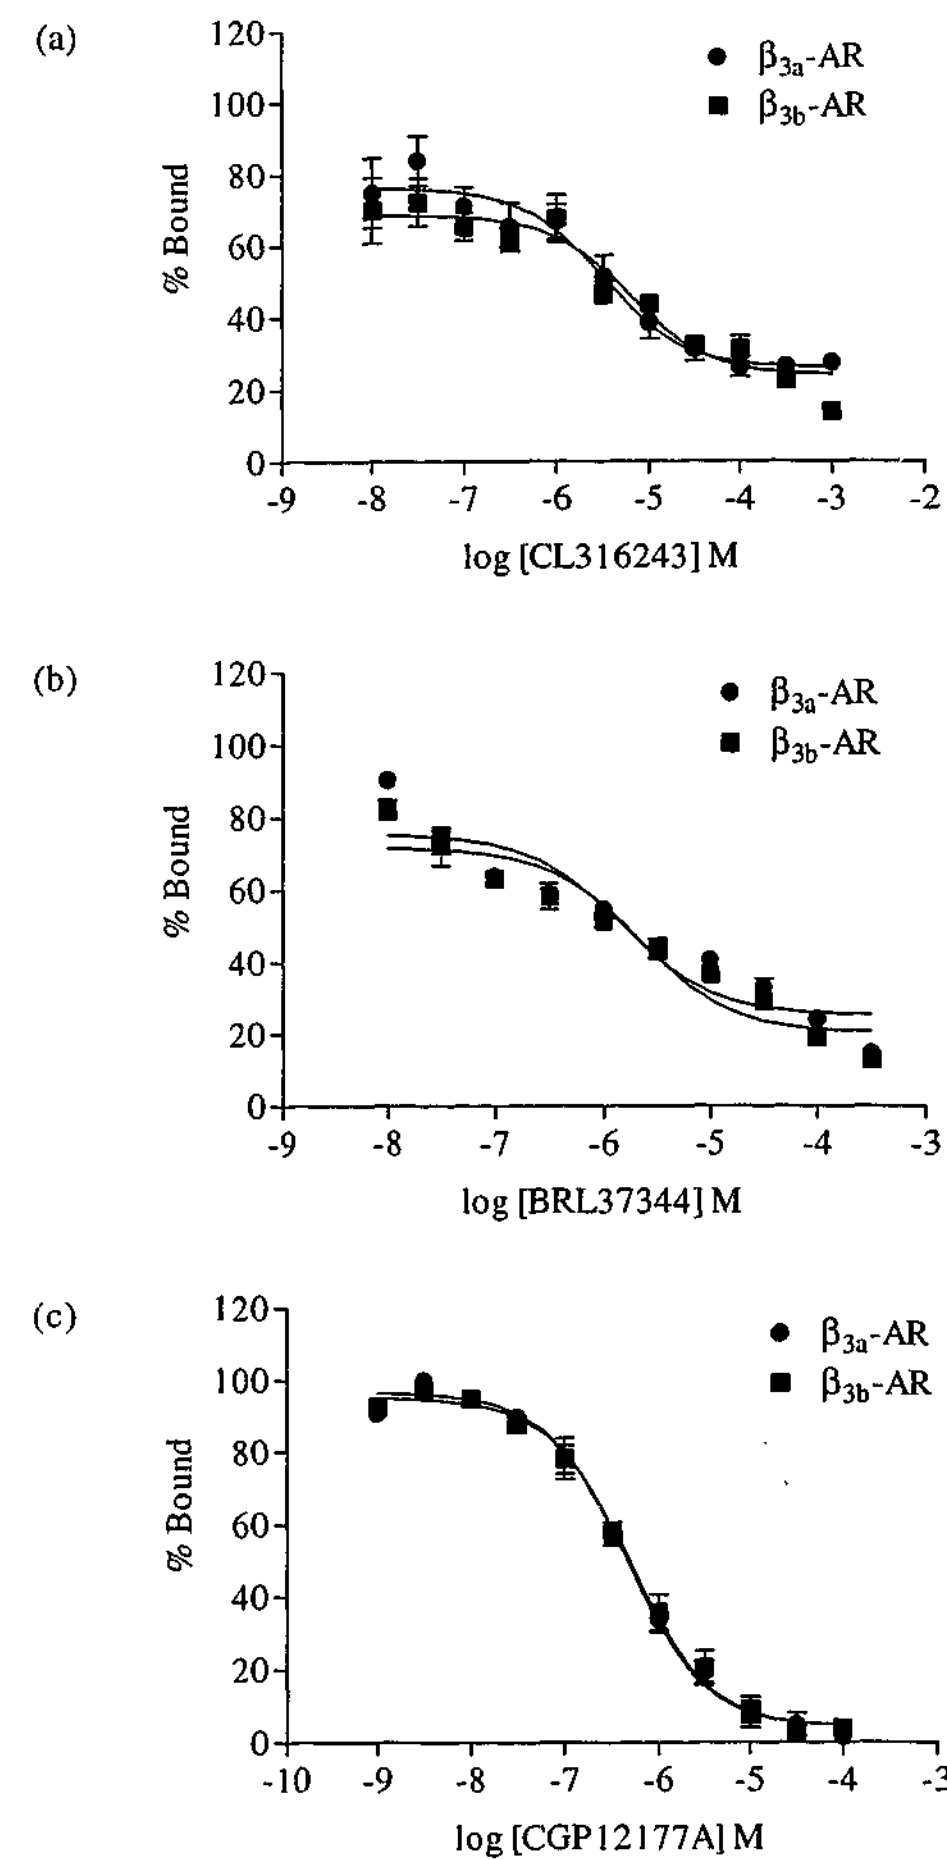 (a)
120
100
80
60
40
20
0
% Bound
β3a-AR
β3b-AR
-9 -8 -7 -6 -5 -4 -3 -2
log [CL316243] M
(b)
120
100
80
60
40
20
0
% Bound
β3a-AR
β3b-AR
-9 -8 -7 -6 -5 -4 -3
log [BRL37344] M
(c)
120
100
80
60
40
20
0
% Bound
β3a-AR
β3b-AR
-10 -9 -8 -7 -6 -5 -4 -3
log [CGP12177A] M